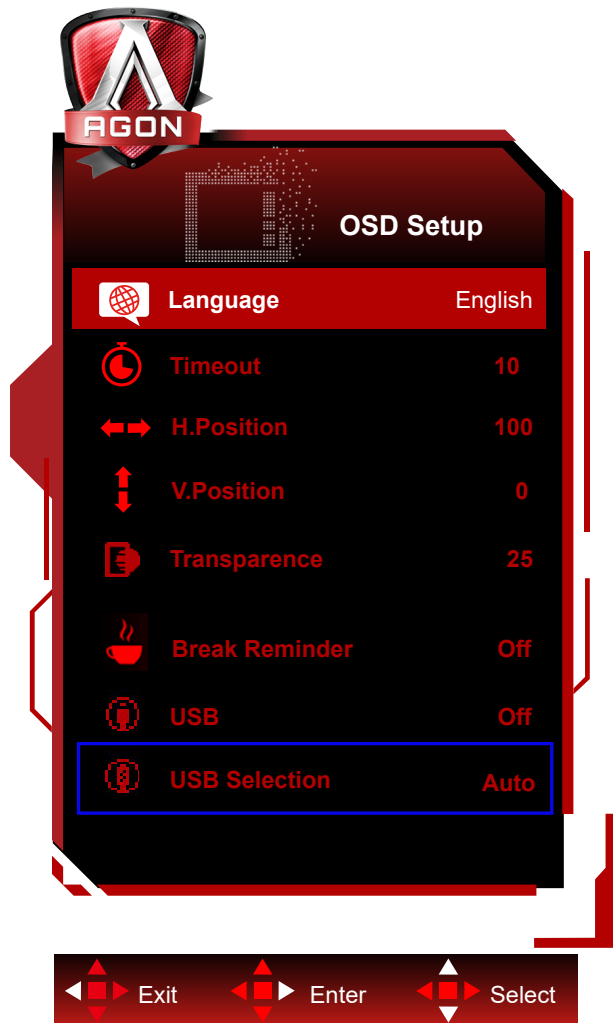 AGON
OSD Setup
Language English
Timeout 10
H.Position 100
V.Position 0
Transparence 25
Break Reminder Off
USB Off
USB Selection Auto
Exit Enter Select